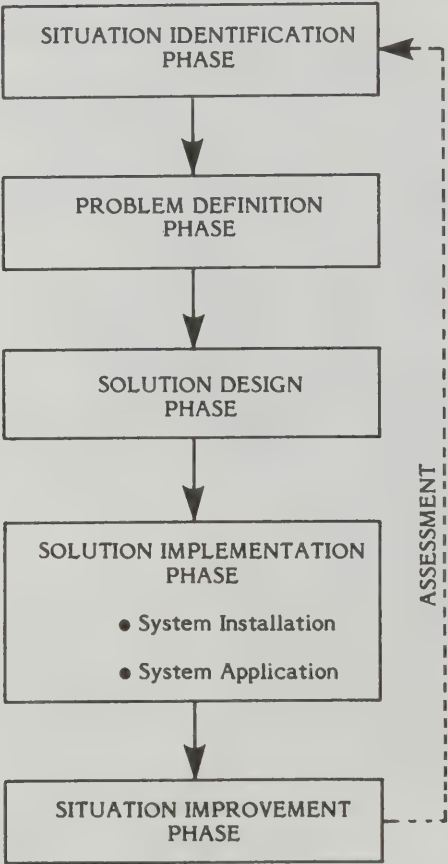 SITUATION IDENTIFICATION
PHASE
PROBLEM DEFINITION
PHASE
SOLUTION DESIGN
PHASE
SOLUTION IMPLEMENTATION
PHASE
• System Installation
• System Application
SITUATION IMPROVEMENT
PHASE
ASSESSMENT